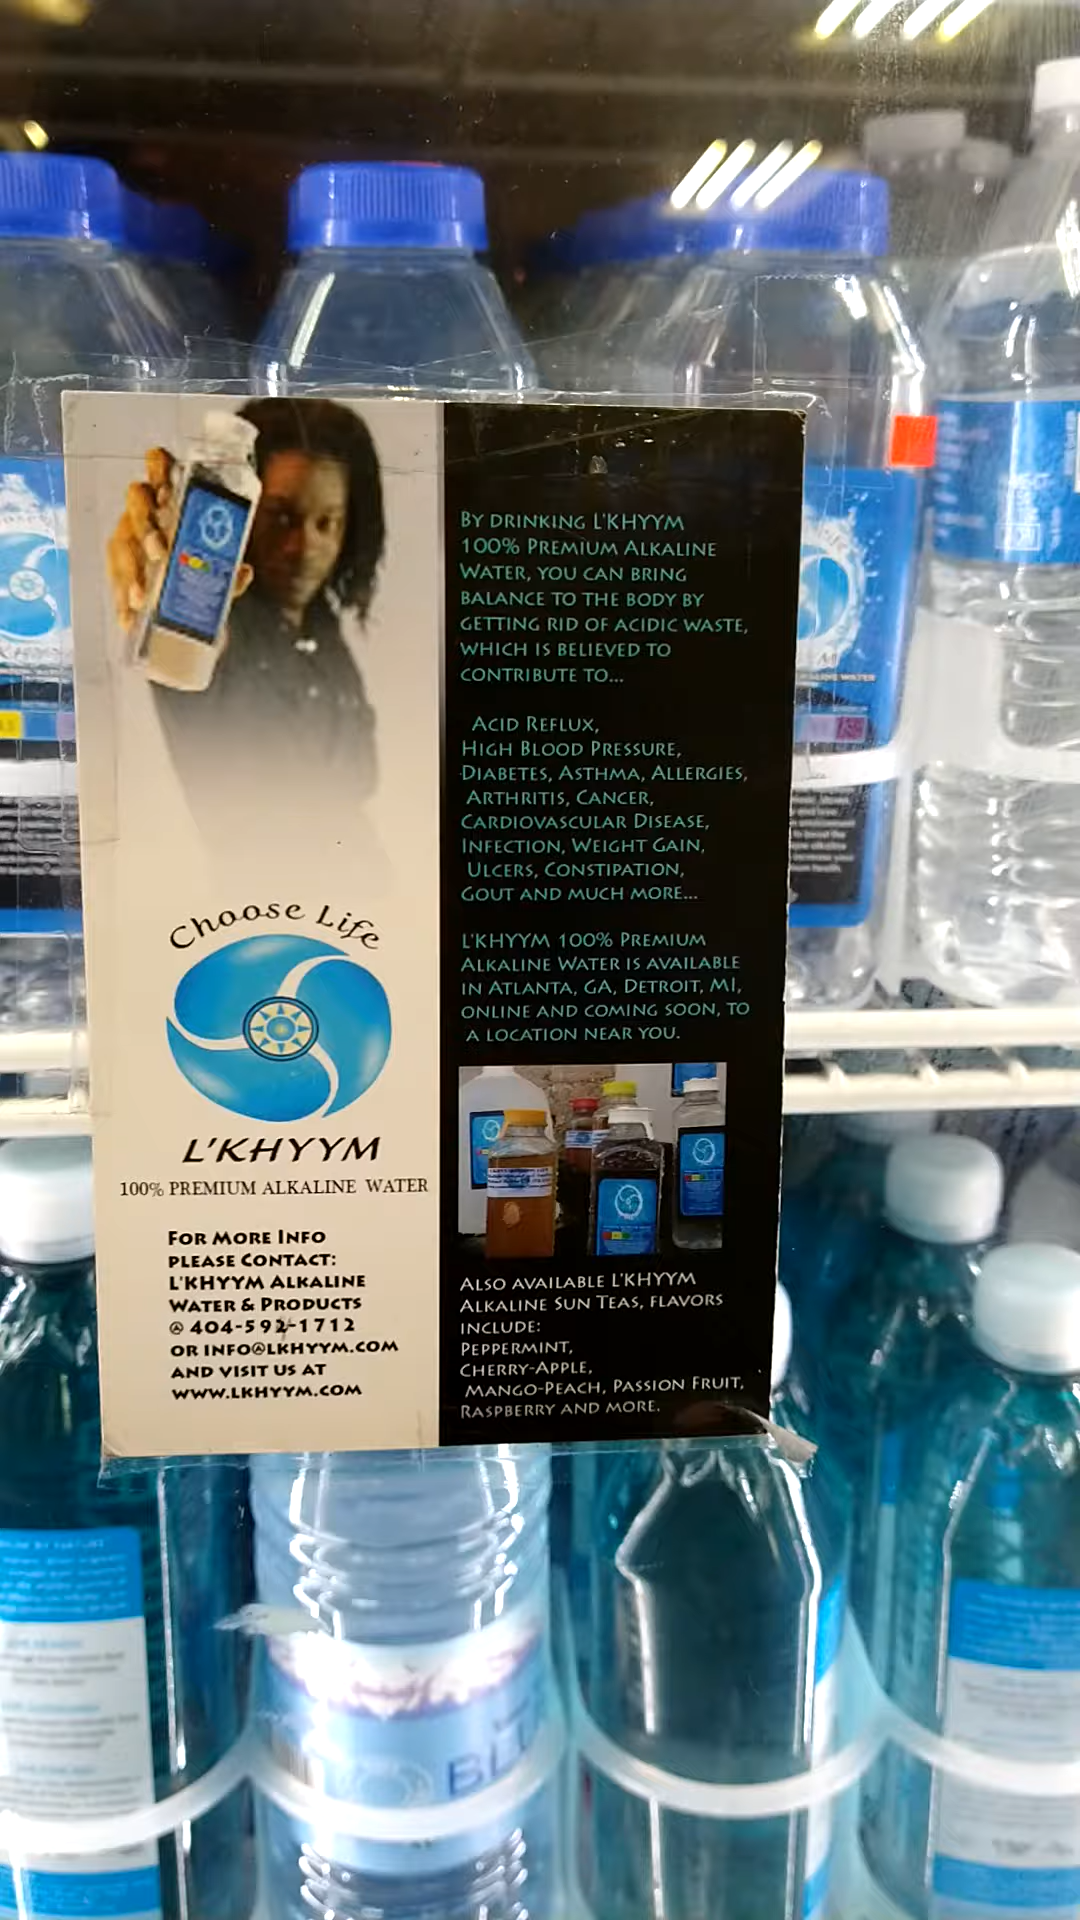 Choose Life
L'KHYYM
100% PREMIUM ALKALINE WATER
FOR MORE INFO
PLEASE CONTACT:
L'KHYYM ALKALINE
WATER & PRODUCTS
@ 404-592-1712
OR INFO@LKHYYM.COM
AND VISIT US AT
WWW.LKHYYM.COM
BY DRINKING L'KHYYM
100% PREMIUM ALKALINE
WATER, YOU CAN BRING
BALANCE TO THE BODY BY
GETTING RID OF ACIDIC WASTE,
WHICH IS BELIEVED TO
CONTRIBUTE TO...
ACID REFLUX,
HIGH BLOOD PRESSURE,
DIABETES, ASTHMA, ALLERGIES,
ARTHRITIS, CANCER,
CARDIOVASCULAR DISEASE,
INFECTION, WEIGHT GAIN,
ULCERS, CONSTIPATION,
GOUT AND MUCH MORE...
L'KHYYM 100% PREMIUM
ALKALINE WATER IS AVAILABLE
IN ATLANTA, GA, DETROIT, MI,
ONLINE AND COMING SOON, TO
A LOCATION NEAR YOU.
ALSO AVAILABLE L'KHYYM
ALKALINE SUN TEAS, FLAVORS
INCLUDE:
PEPPERMINT,
CHERRY-APPLE,
MANGO-PEACH, PASSION FRUIT,
RASPBERRY AND MORE.